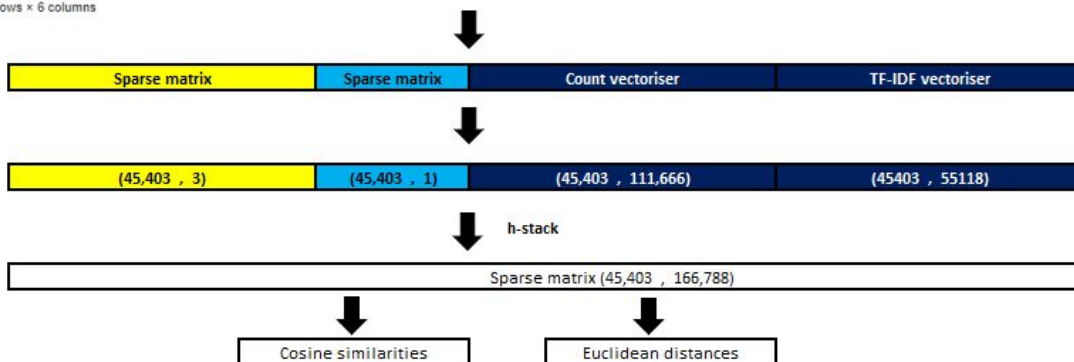 ows × 6 columns
Sparse matrix Sparse matrix Count vectoriser TF-IDF vectoriser
(45,403 , 3) (45,403 , 1) (45,403 , 111,666) (45403 , 55118)
h-stack
Sparse matrix (45,403 , 166,788)
Cosine similarities Euclidean distances